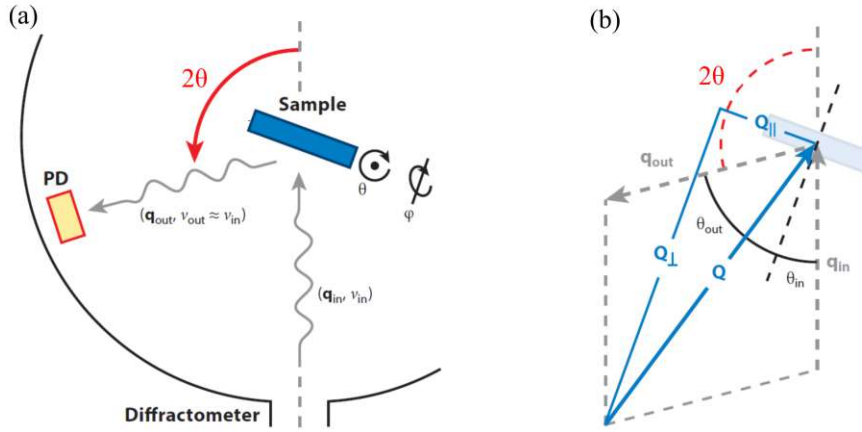 (a)
2θ
Sample
PD
θ
φ
(q_out, ν_out ≈ ν_in)
(q_in, ν_in)
Diffractometer
(b)
2θ
Q_∥
q_out
θ_out
Q_⊥
Q
q_in
θ_in